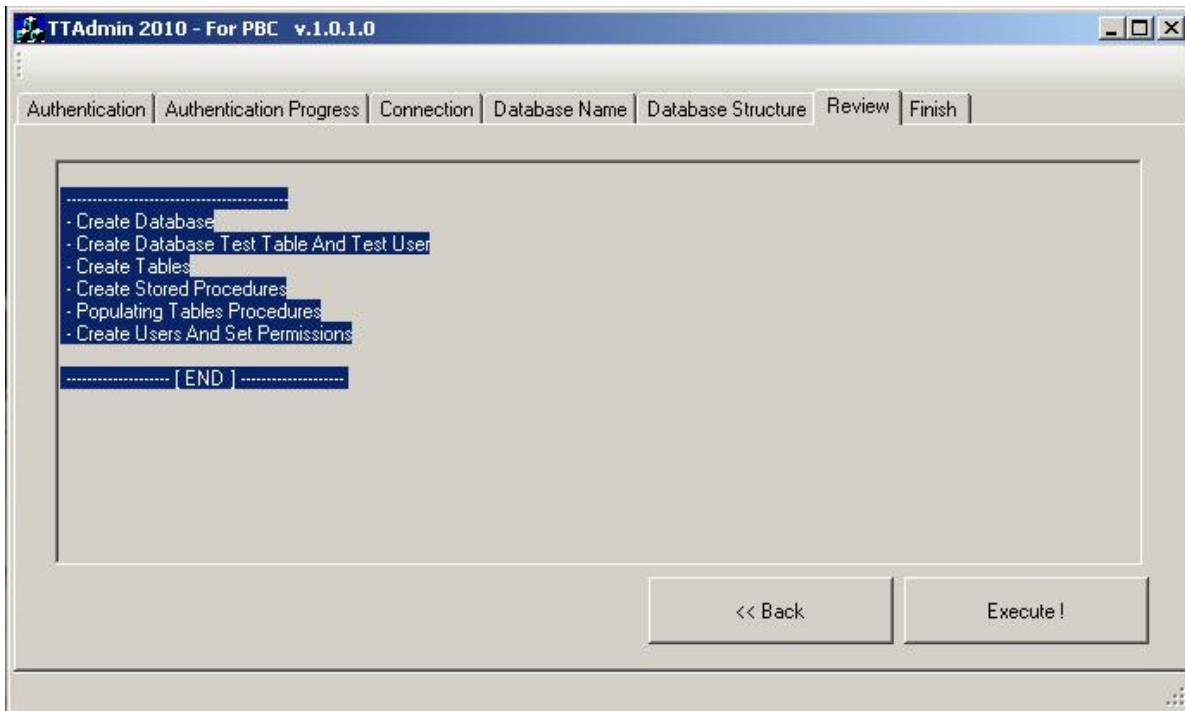 TTAdmin 2010 - For PBC v.1.0.1.0
Authentication Authentication Progress Connection Database Name Database Structure Review Finish
-------------------------------------------
- Create Database
- Create Database Test Table And Test User
- Create Tables
- Create Stored Procedures
- Populating Tables Procedures
- Create Users And Set Permissions
-------------------- [ END ] --------------------
<< Back Execute !